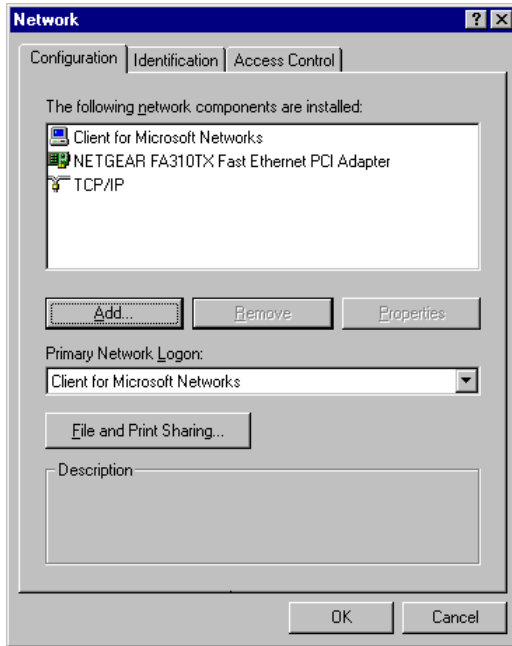 Network
Configuration Identification Access Control
The following network components are installed:
Client for Microsoft Networks
NETGEAR FA310TX Fast Ethernet PCI Adapter
TCP/IP
Add... Remove Properties
Primary Network Logon:
Client for Microsoft Networks
File and Print Sharing...
Description
OK Cancel